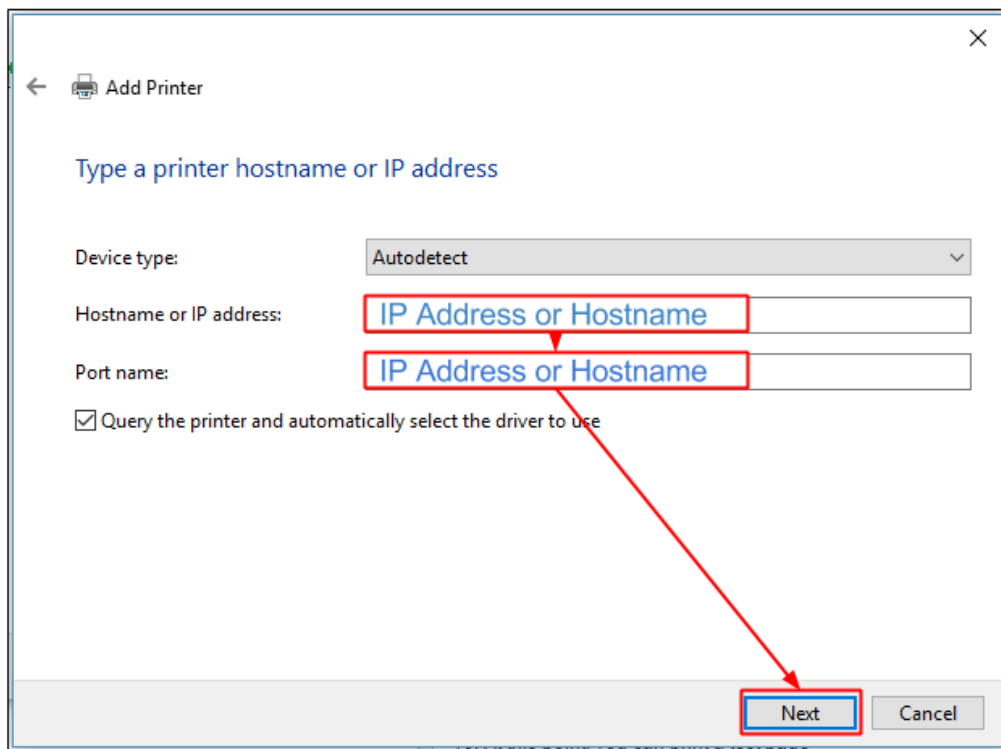 Add Printer
Type a printer hostname or IP address
Device type: Autodetect
Hostname or IP address: IP Address or Hostname
Port name: IP Address or Hostname
Query the printer and automatically select the driver to use
Next Cancel